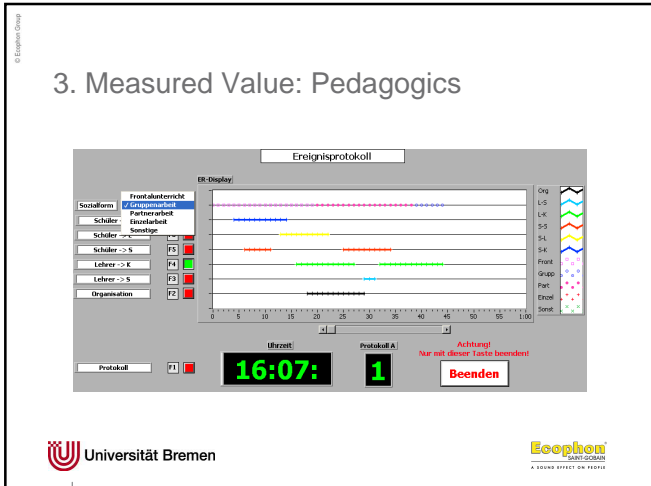 © Ecophon Group
3. Measured Value: Pedagogics
Ereignisprotokoll
ER-Display
Sozialform
Frontalunterricht
✓ Gruppenarbeit
Partnerarbeit
Einzelarbeit
Sonstige
Schüler
Schüler ->
Schüler -> S F5
Lehrer -> K F4
Lehrer -> S F3
Organisation F2
0 5 10 15 20 25 30 35 40 45 50 55 1:00
Org
L-S
L-K
S-S
S-L
S-K
Front
Grupp
Part
Einzel
Sonst
Uhrzeit
16:07:
Protokoll A
1
Achtung!
Nur mit dieser Taste beenden!
Beenden
Protokoll F1
Universität Bremen
Ecophon
SAINT-GOBAIN
A SOUND EFFECT ON PEOPLE